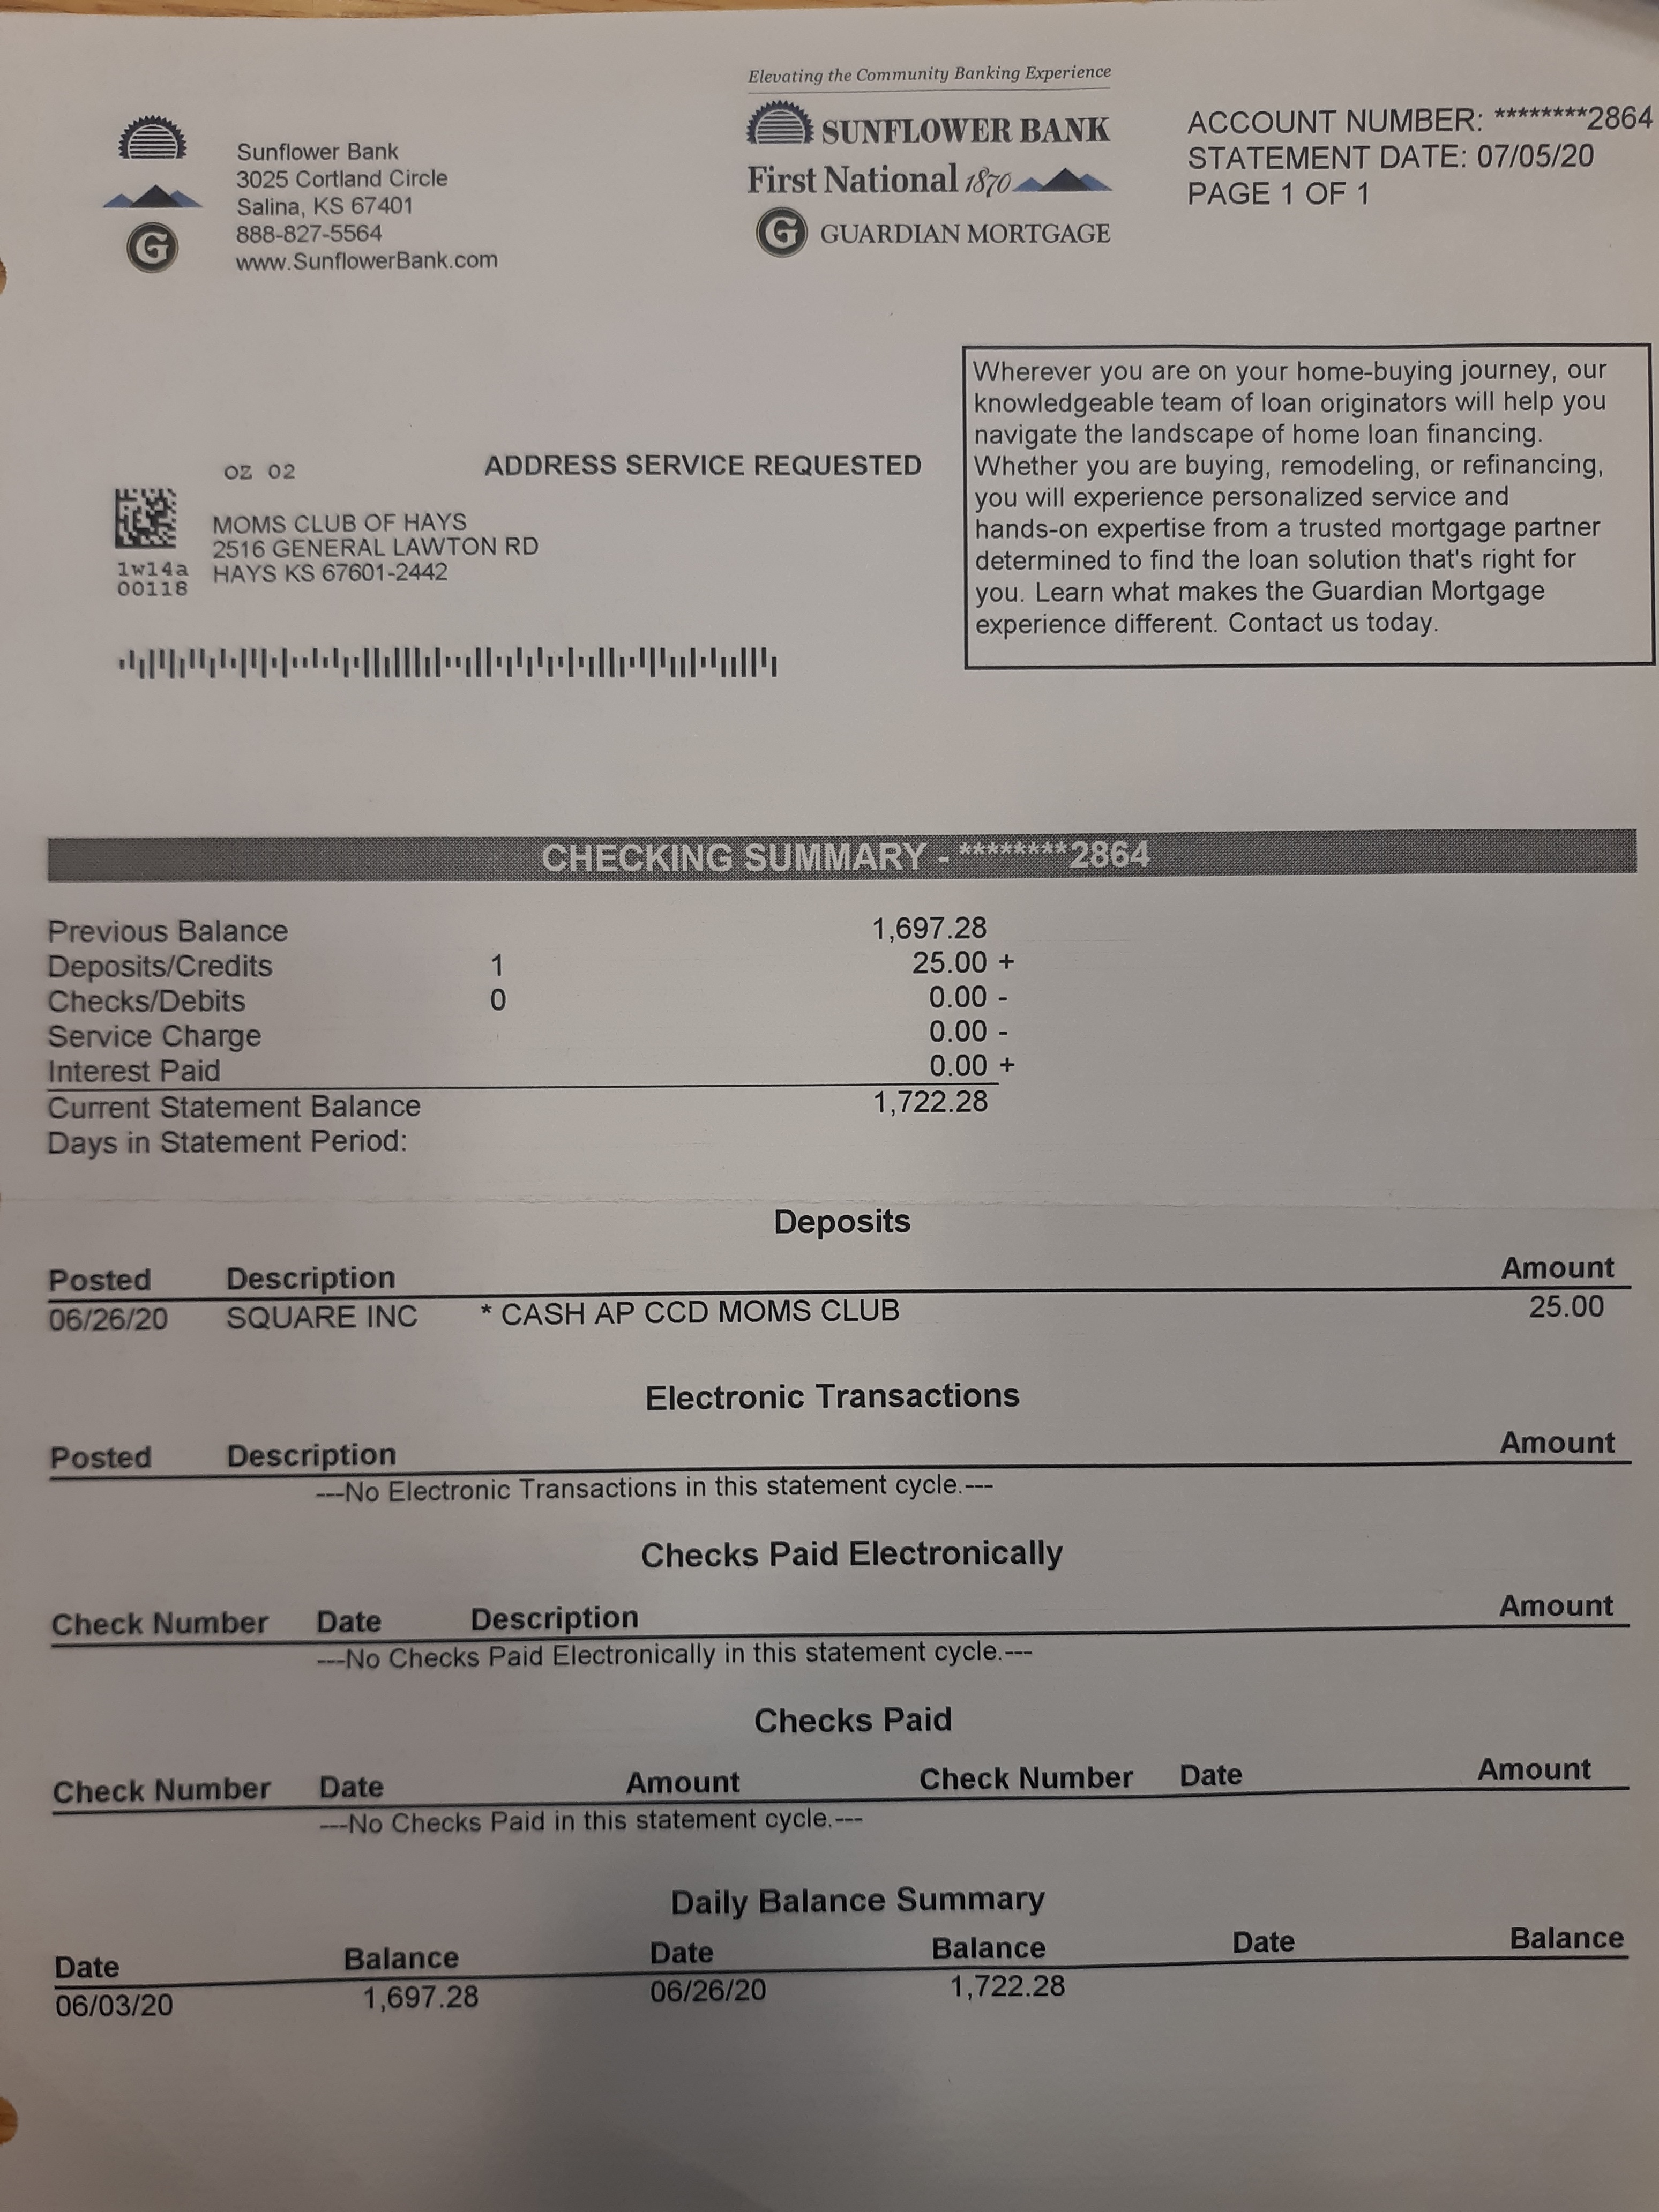 Elevating the Community Banking Experience
SUNFLOWER BANK
First National 1870
G GUARDIAN MORTGAGE
ACCOUNT NUMBER: ********2864
STATEMENT DATE: 07/05/20
PAGE 1 OF 1
G
Sunflower Bank
3025 Cortland Circle
Salina, KS 67401
888-827-5564
www.SunflowerBank.com
Wherever you are on your home-buying journey, our
knowledgeable team of loan originators will help you
navigate the landscape of home loan financing.
Whether you are buying, remodeling, or refinancing,
you will experience personalized service and
hands-on expertise from a trusted mortgage partner
determined to find the loan solution that's right for
you. Learn what makes the Guardian Mortgage
experience different. Contact us today.
OZ 02 ADDRESS SERVICE REQUESTED
MOMS CLUB OF HAYS
2516 GENERAL LAWTON RD
HAYS KS 67601-2442
1w14a
00118
CHECKING SUMMARY - ********2864
Previous Balance 1,697.28
Deposits/Credits 1 25.00 +
Checks/Debits 0 0.00 -
Service Charge 0.00 -
Interest Paid 0.00 +
Current Statement Balance 1,722.28
Days in Statement Period:
Deposits
Posted Description Amount
06/26/20 SQUARE INC * CASH AP CCD MOMS CLUB 25.00
Electronic Transactions
Posted Description Amount
---No Electronic Transactions in this statement cycle.---
Checks Paid Electronically
Check Number Date Description Amount
---No Checks Paid Electronically in this statement cycle.---
Checks Paid
Check Number Date Amount Check Number Date Amount
---No Checks Paid in this statement cycle.---
Daily Balance Summary
Date Balance Date Balance Date Balance
06/03/20 1,697.28 06/26/20 1,722.28